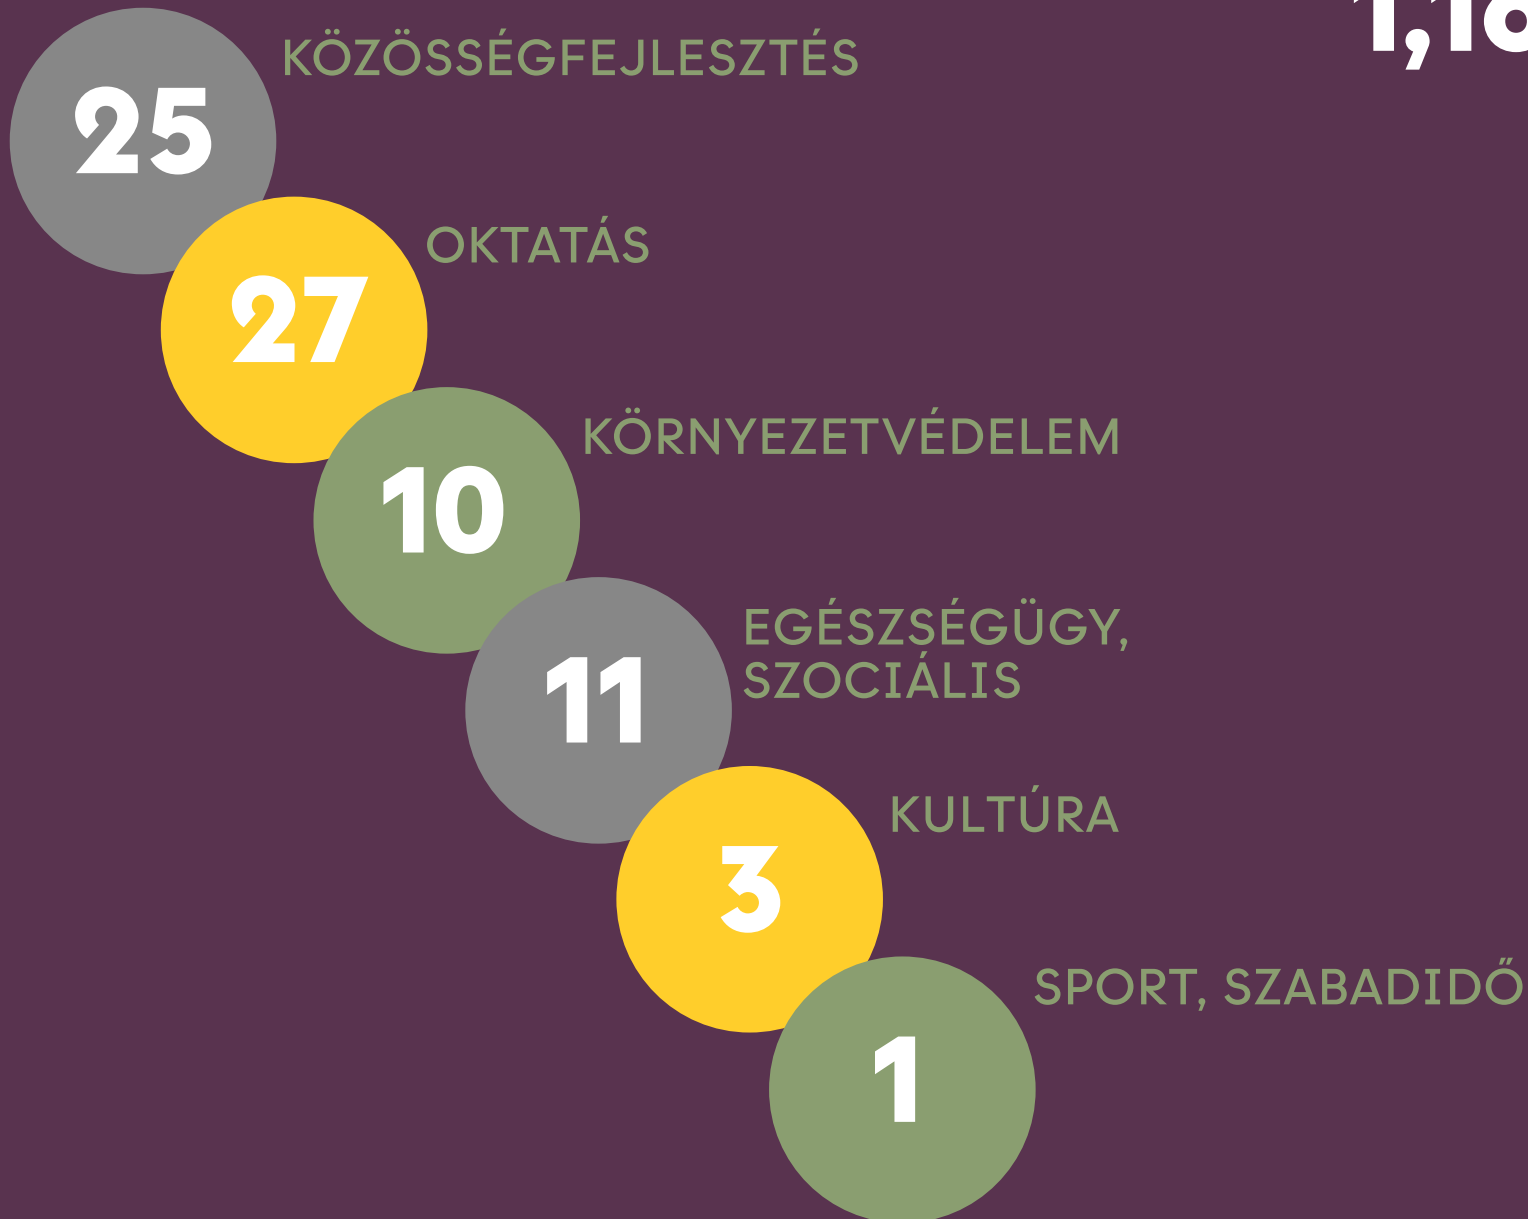 25
KÖZÖSSÉGFEJLESZTÉS
27
OKTATÁS
10
KÖRNYEZETVÉDELEM
11
EGÉSZSÉGÜGY,
SZOCIÁLIS
3
KULTÚRA
1
SPORT, SZABADIDŐ